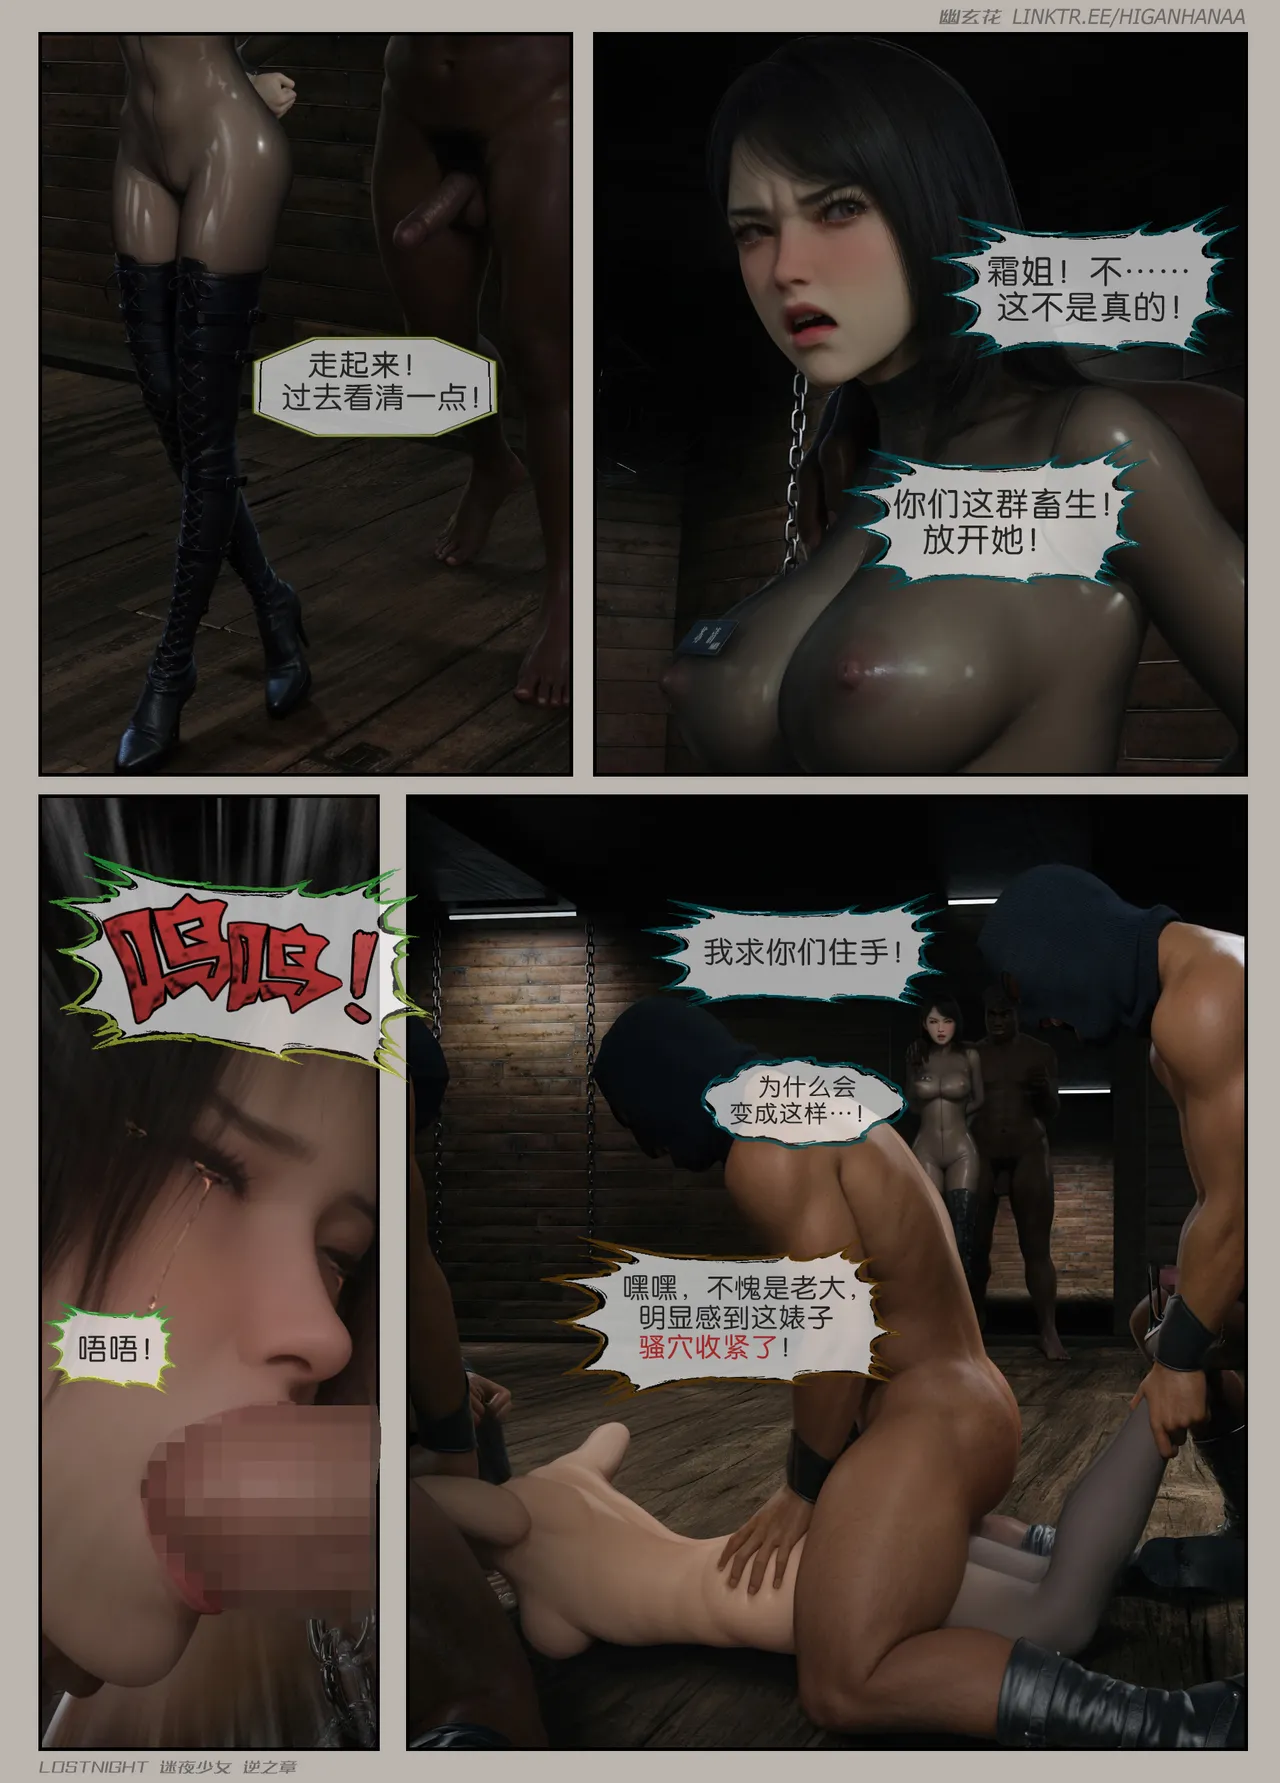 幽玄花 LINKTR.EE/HIGANHANAA
走起来！
过去看清一点！
霜姐！不……
这不是真的！
你们这群畜生！
放开她！
呜呜！
唔唔！
我求你们住手！
为什么会
变成这样…！
嘿嘿，不愧是老大，
明显感到这婊子
骚穴收紧了！
LOSTNIGHT 迷夜少女 逆之章